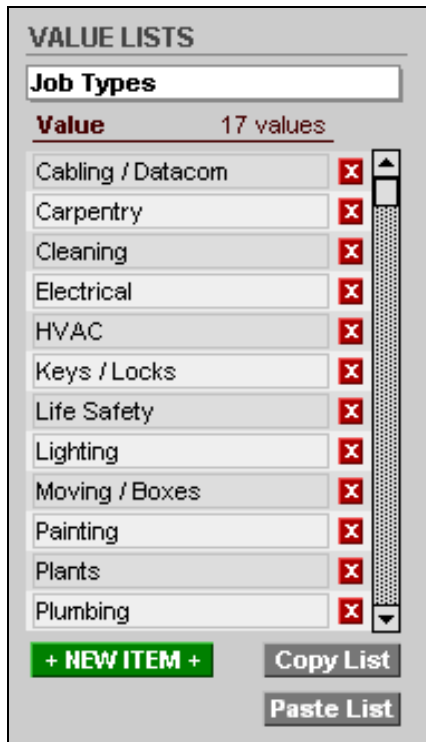 VALUE LISTS
Job Types
Value 17 values
Cabling / Datacom X
Carpentry X
Cleaning X
Electrical X
HVAC X
Keys / Locks X
Life Safety X
Lighting X
Moving / Boxes X
Painting X
Plants X
Plumbing X
+ NEW ITEM + Copy List
Paste List